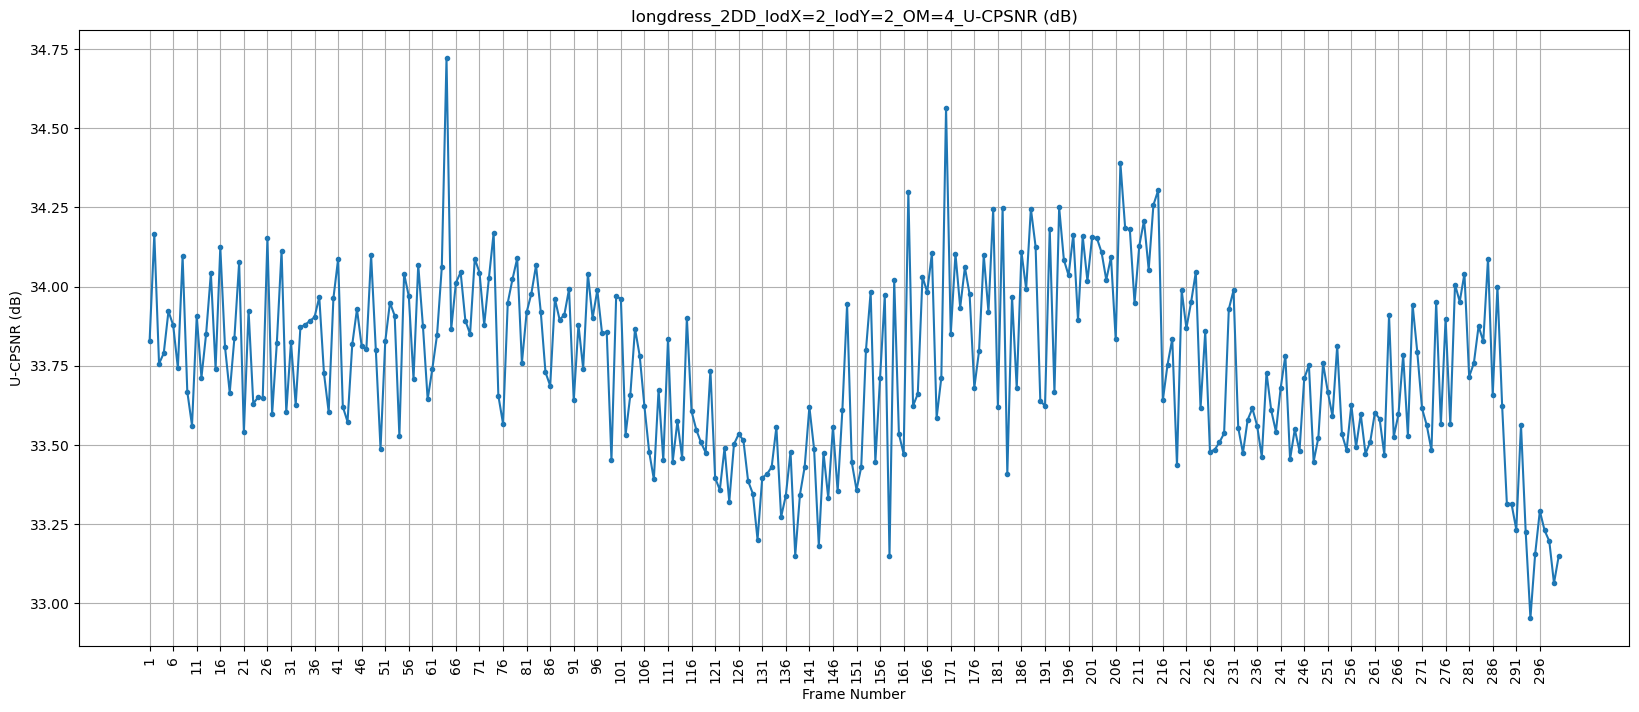 longdress_2DD_lodX=2_lodY=2_OM=4_U-CPSNR (dB)
34.75
34.50
34.25
34.00
33.75
33.50
33.25
33.00
U-CPSNR (dB)
1 6 11 16 21 26 31 36 41 46 51 56 61 66 71 76 81 86 91 96 101 106 111 116 121 126 131 136 141 146 151 156 161 166 171 176 181 186 191 196 201 206 211 216 221 226 231 236 241 246 251 256 261 266 271 276 281 286 291 296
Frame Number